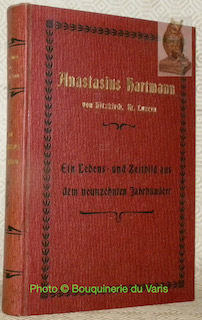 Anastasius Hartmann
von Hitzkirch, Kt. Luzern
Ein Lebens- und Zeitbild aus
dem neunzehnten Jahrhundert
Photo © Bouquinerie du Varis